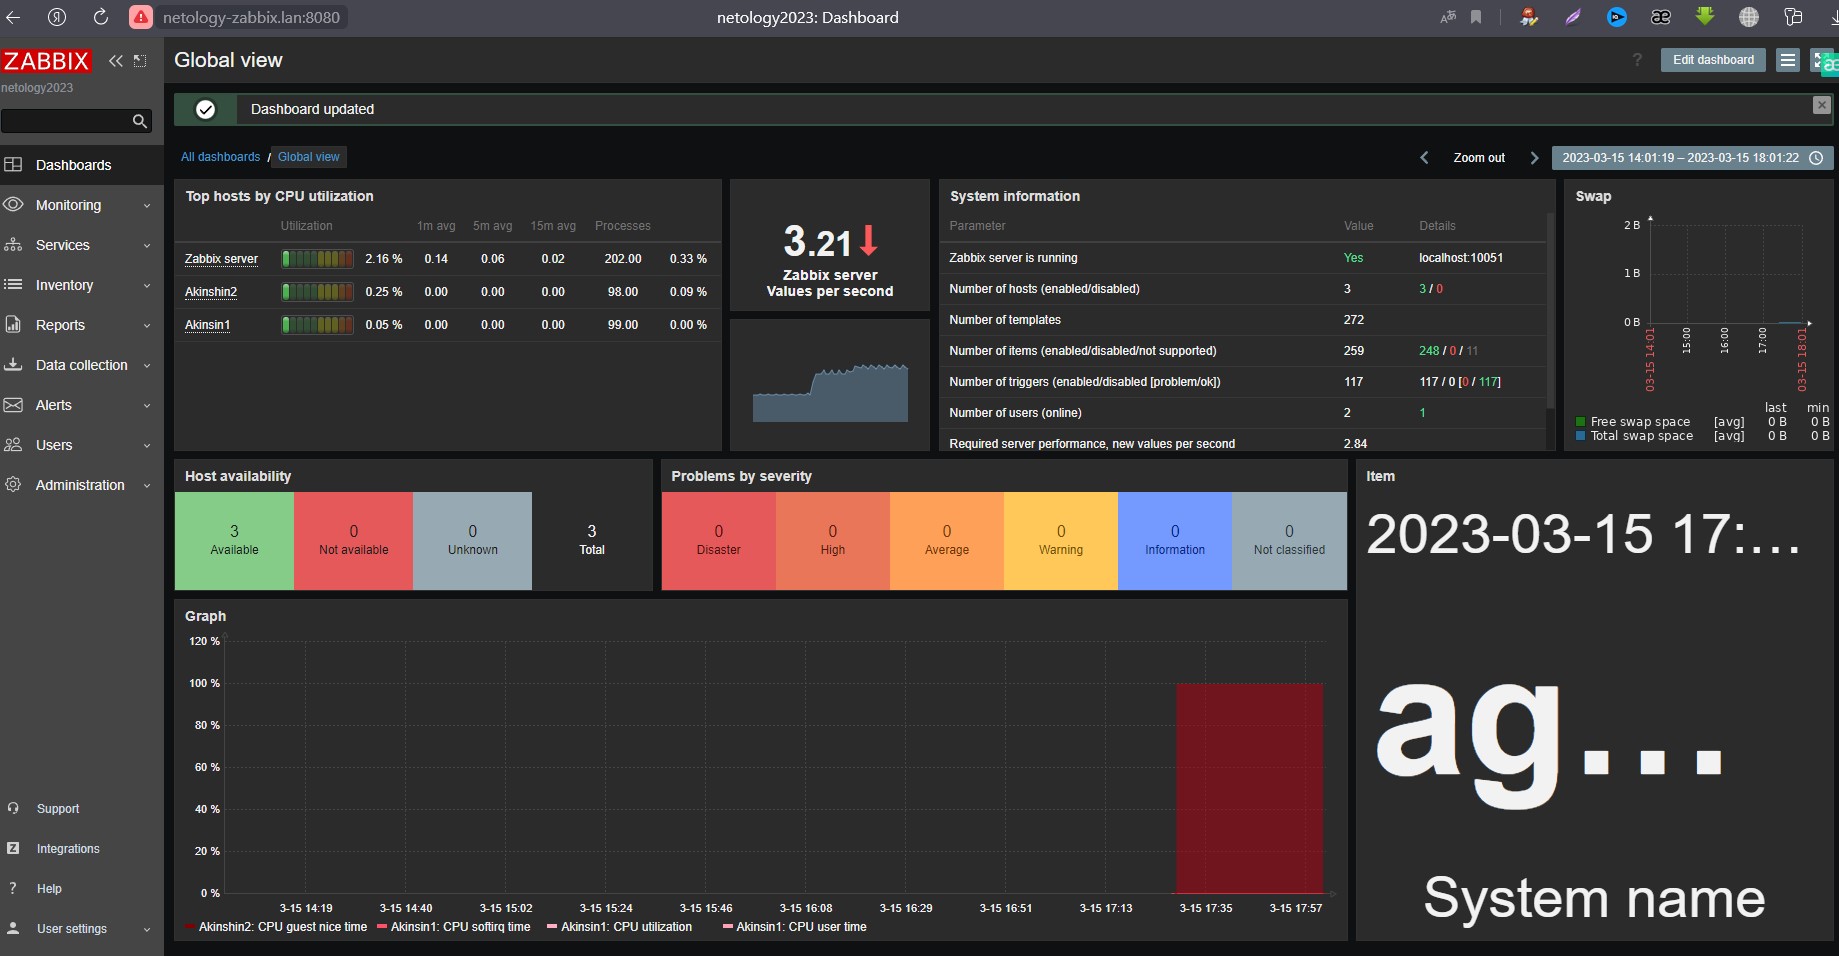 netology-zabbix.lan:8080
netology2023: Dashboard
ZABBIX
netology2023
Dashboards
Monitoring
Services
Inventory
Reports
Data collection
Alerts
Users
Administration
Support
Integrations
Help
User settings
Global view
? Edit dashboard
Dashboard updated
All dashboards / Global view
Zoom out
2023-03-15 14:01:19 – 2023-03-15 18:01:22
Top hosts by CPU utilization
Utilization 1m avg 5m avg 15m avg Processes
Zabbix server 2.16 % 0.14 0.06 0.02 202.00 0.33 %
Akinshin2 0.25 % 0.00 0.00 0.00 98.00 0.09 %
Akinsin1 0.05 % 0.00 0.00 0.00 99.00 0.00 %
3.21
Zabbix server
Values per second
System information
Parameter Value Details
Zabbix server is running Yes localhost:10051
Number of hosts (enabled/disabled) 3 3 / 0
Number of templates 272
Number of items (enabled/disabled/not supported) 259 248 / 0 / 11
Number of triggers (enabled/disabled [problem/ok]) 117 117 / 0 [0 / 117]
Number of users (online) 2 1
Required server performance, new values per second 2.84
Swap
2 B
1 B
0 B
03-15 14:01 15:00 16:00 17:00 03-15 18:01
last min
Free swap space [avg] 0 B 0 B
Total swap space [avg] 0 B 0 B
Host availability
3 Available
0 Not available
0 Unknown
3 Total
Problems by severity
0 Disaster
0 High
0 Average
0 Warning
0 Information
0 Not classified
Item
2023-03-15 17:...
ag...
System name
Graph
120 %
100 %
80 %
60 %
40 %
20 %
0 %
3-15 14:19 3-15 14:40 3-15 15:02 3-15 15:24 3-15 15:46 3-15 16:08 3-15 16:29 3-15 16:51 3-15 17:13 3-15 17:35 3-15 17:57
Akinshin2: CPU guest nice time Akinsin1: CPU softirq time Akinsin1: CPU utilization Akinsin1: CPU user time